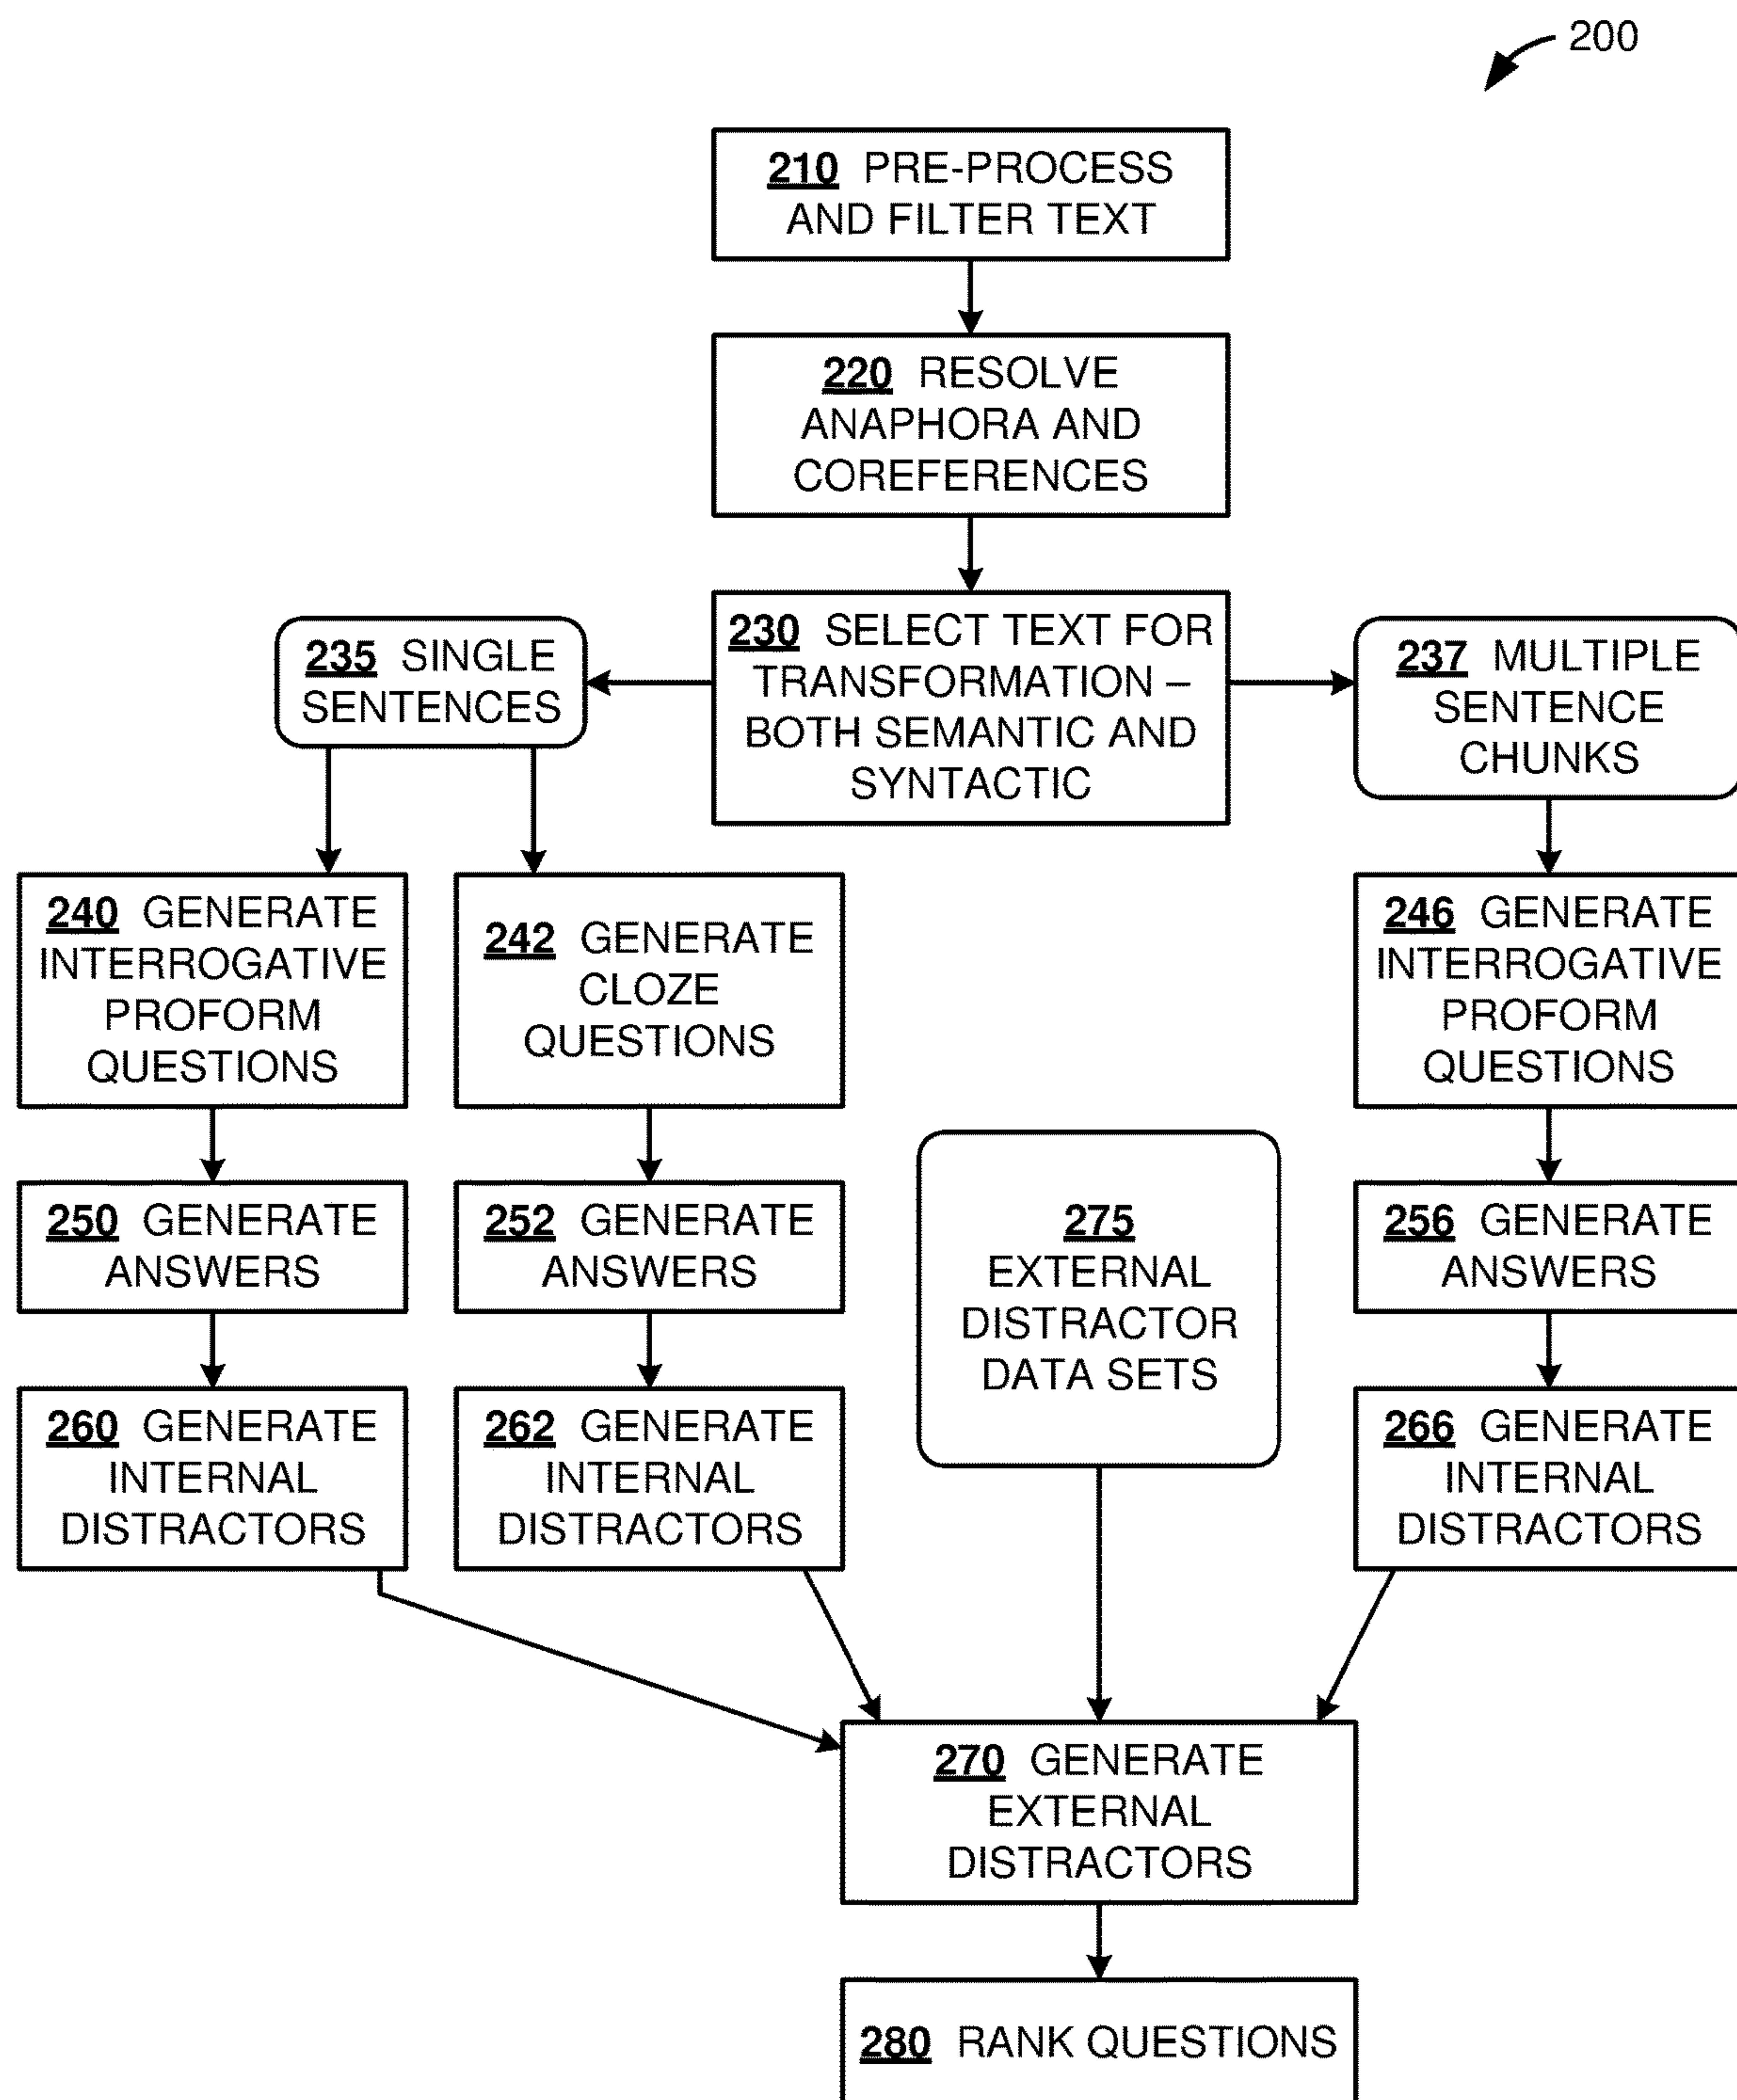 200
210 PRE-PROCESS
AND FILTER TEXT
220 RESOLVE
ANAPHORA AND
COREFERENCES
230 SELECT TEXT FOR
TRANSFORMATION –
BOTH SEMANTIC AND
SYNTACTIC
235 SINGLE
SENTENCES
237 MULTIPLE
SENTENCE
CHUNKS
240 GENERATE
INTERROGATIVE
PROFORM
QUESTIONS
242 GENERATE
CLOZE
QUESTIONS
246 GENERATE
INTERROGATIVE
PROFORM
QUESTIONS
250 GENERATE
ANSWERS
252 GENERATE
ANSWERS
275
EXTERNAL
DISTRACTOR
DATA SETS
256 GENERATE
ANSWERS
260 GENERATE
INTERNAL
DISTRACTORS
262 GENERATE
INTERNAL
DISTRACTORS
266 GENERATE
INTERNAL
DISTRACTORS
270 GENERATE
EXTERNAL
DISTRACTORS
280 RANK QUESTIONS